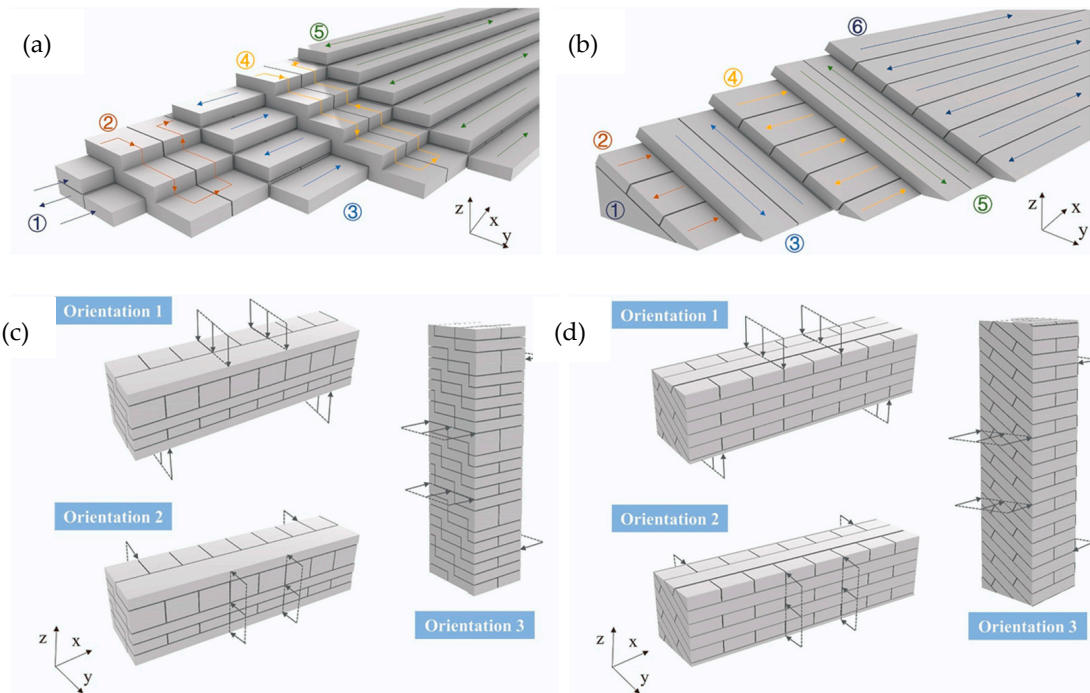 (a)
⑤
④
②
①
③
z
x
y
(b)
⑥
④
②
①
③
⑤
z
x
y
(c)
Orientation 1
Orientation 2
Orientation 3
z
x
y
(d)
Orientation 1
Orientation 2
Orientation 3
z
x
y